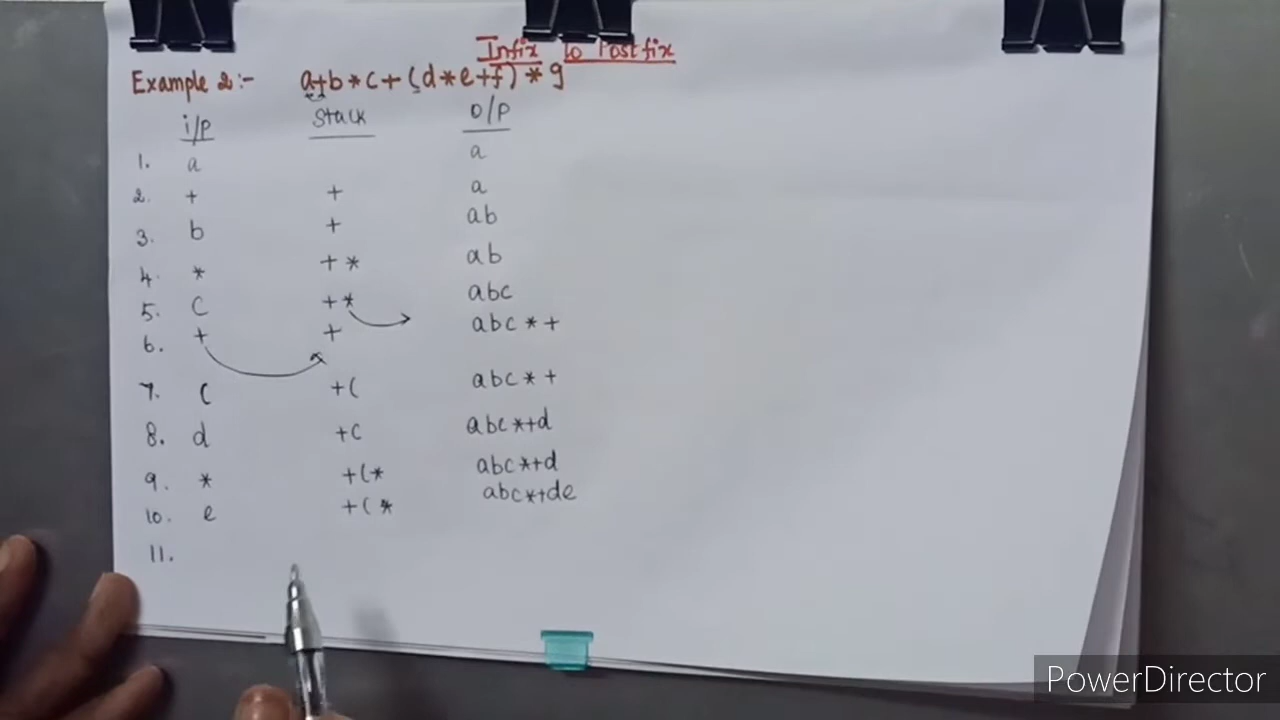 Infix to Postfix
Example 2:- a+b*c+(d*e+f)*g
i/p Stack O/P
1. a a
2. + + a
3. b + ab
4. * +* ab
5. c +* abc
6. + + abc*+
7. ( +( abc*+
8. d +( abc*+d
9. * +(* abc*+d
10. e +(* abc*+de
11.
PowerDirector